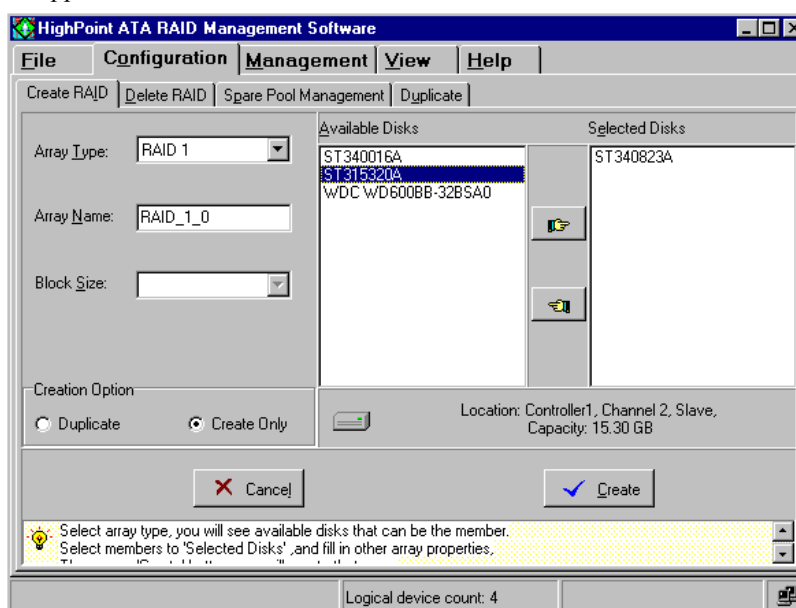 HighPoint ATA RAID Management Software
File Configuration Management View Help
Create RAID Delete RAID Spare Pool Management Duplicate
Available Disks Selected Disks
Array Type: RAID 1
ST340016A ST340823A
ST315320A
WDC WD600BB-32BSA0
Array Name: RAID_1_0
Block Size:
Creation Option
Duplicate Create Only
Location: Controller1, Channel 2, Slave,
Capacity: 15.30 GB
Cancel Create
Select array type, you will see available disks that can be the member.
Select members to 'Selected Disks' ,and fill in other array properties,
Logical device count: 4